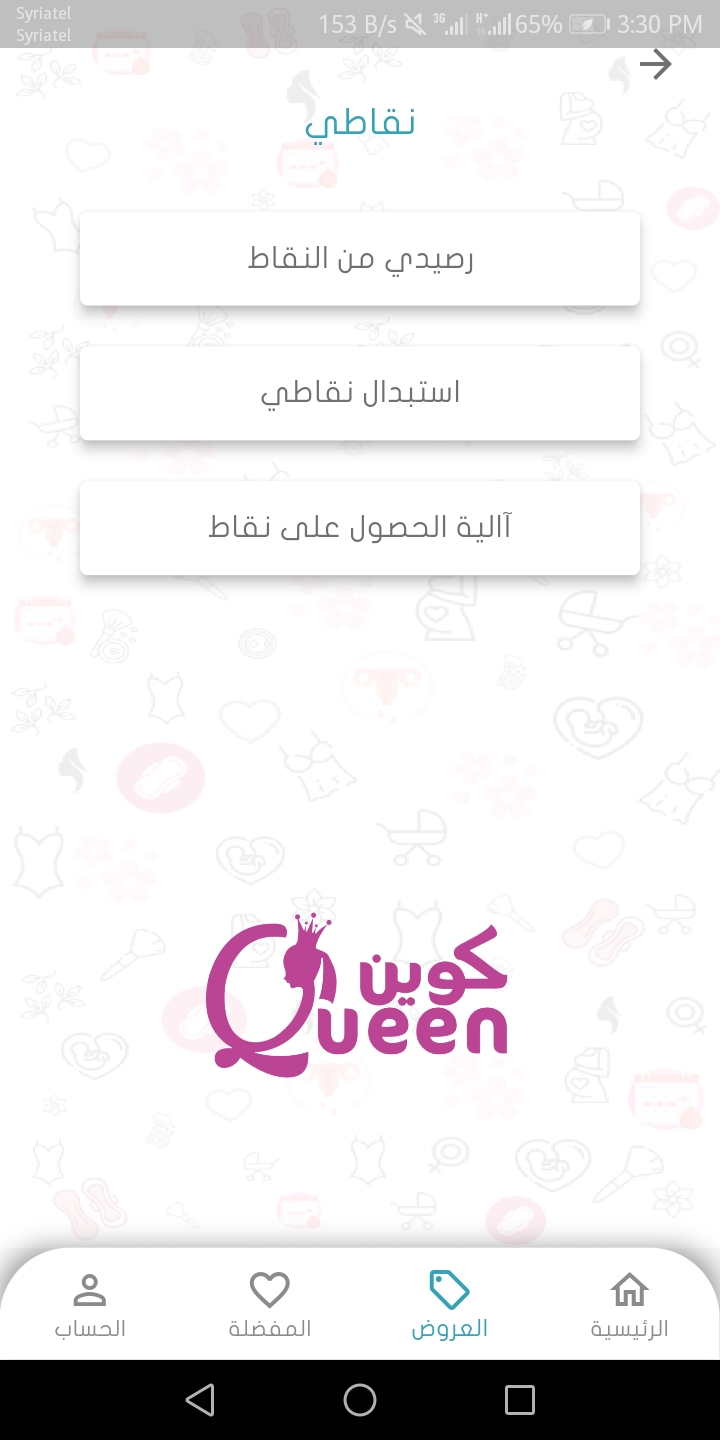 Syriatel
Syriatel
153 B/s 3G H+ 65% 3:30 PM
نقاطي
رصيدي من النقاط
استبدال نقاطي
آالية الحصول على نقاط
كوين
Queen
الرئيسية
العروض
المفضلة
الحساب